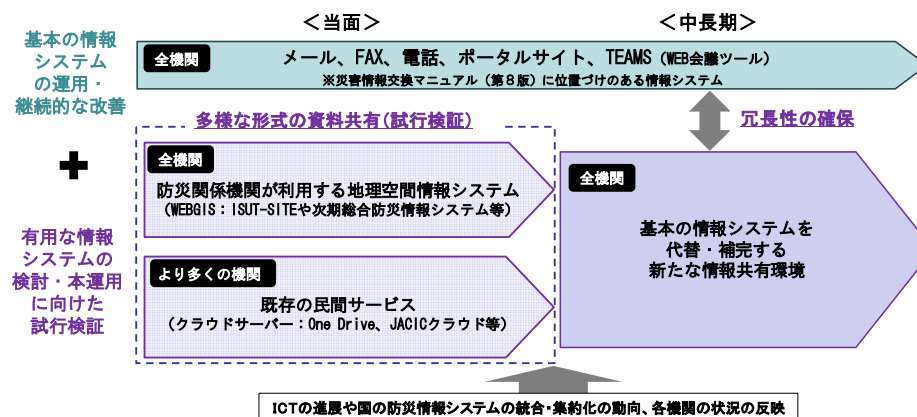 ＜当面＞
＜中長期＞
基本の情報
システム
の運用・
継続的な改善
全機関
メール、FAX、電話、ポータルサイト、TEAMS（WEB会議ツール）
※災害情報交換マニュアル（第８版）に位置づけのある情報システム
多様な形式の資料共有(試行検証)
冗長性の確保
＋
全機関
防災関係機関が利用する地理空間情報システム
（WEBGIS：ISUT-SITEや次期総合防災情報システム等）
全機関
基本の情報システムを
代替・補完する
新たな情報共有環境
有用な情報
システムの
検討・本運用
に向けた
試行検証
より多くの機関
既存の民間サービス
（クラウドサーバー：One Drive、JACICクラウド等）
ICTの進展や国の防災情報システムの統合・集約化の動向、各機関の状況の反映